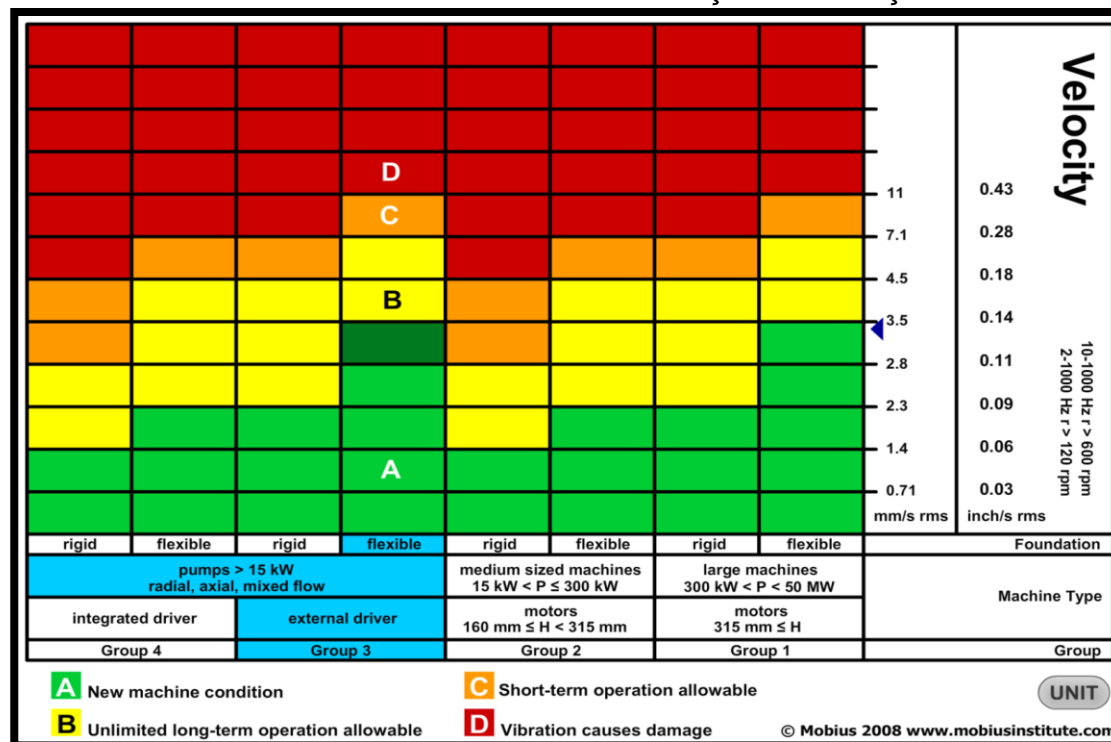 Velocity
D
C
B
A
11
7.1
4.5
3.5
2.8
2.3
1.4
0.71
mm/s rms
0.43
0.28
0.18
0.14
0.11
0.09
0.06
0.03
inch/s rms
10-1000 Hz r > 600 rpm
2-1000 Hz r > 120 rpm
rigid flexible rigid flexible rigid flexible rigid flexible Foundation
pumps > 15 kW
radial, axial, mixed flow
medium sized machines
15 kW < P ≤ 300 kW
large machines
300 kW < P < 50 MW
Machine Type
integrated driver
external driver
motors
160 mm ≤ H < 315 mm
motors
315 mm ≤ H
Group 4 Group 3 Group 2 Group 1 Group
A New machine condition
C Short-term operation allowable
UNIT
B Unlimited long-term operation allowable
D Vibration causes damage
© Mobius 2008 www.mobiusinstitute.com